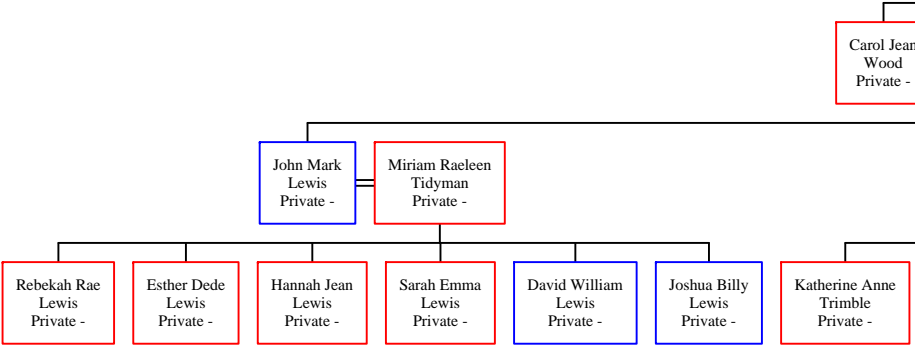 Carol Jean
Wood
Private -
John Mark
Lewis
Private -
Miriam Raeleen
Tidyman
Private -
Rebekah Rae
Lewis
Private -
Esther Dede
Lewis
Private -
Hannah Jean
Lewis
Private -
Sarah Emma
Lewis
Private -
David William
Lewis
Private -
Joshua Billy
Lewis
Private -
Katherine Anne
Trimble
Private -